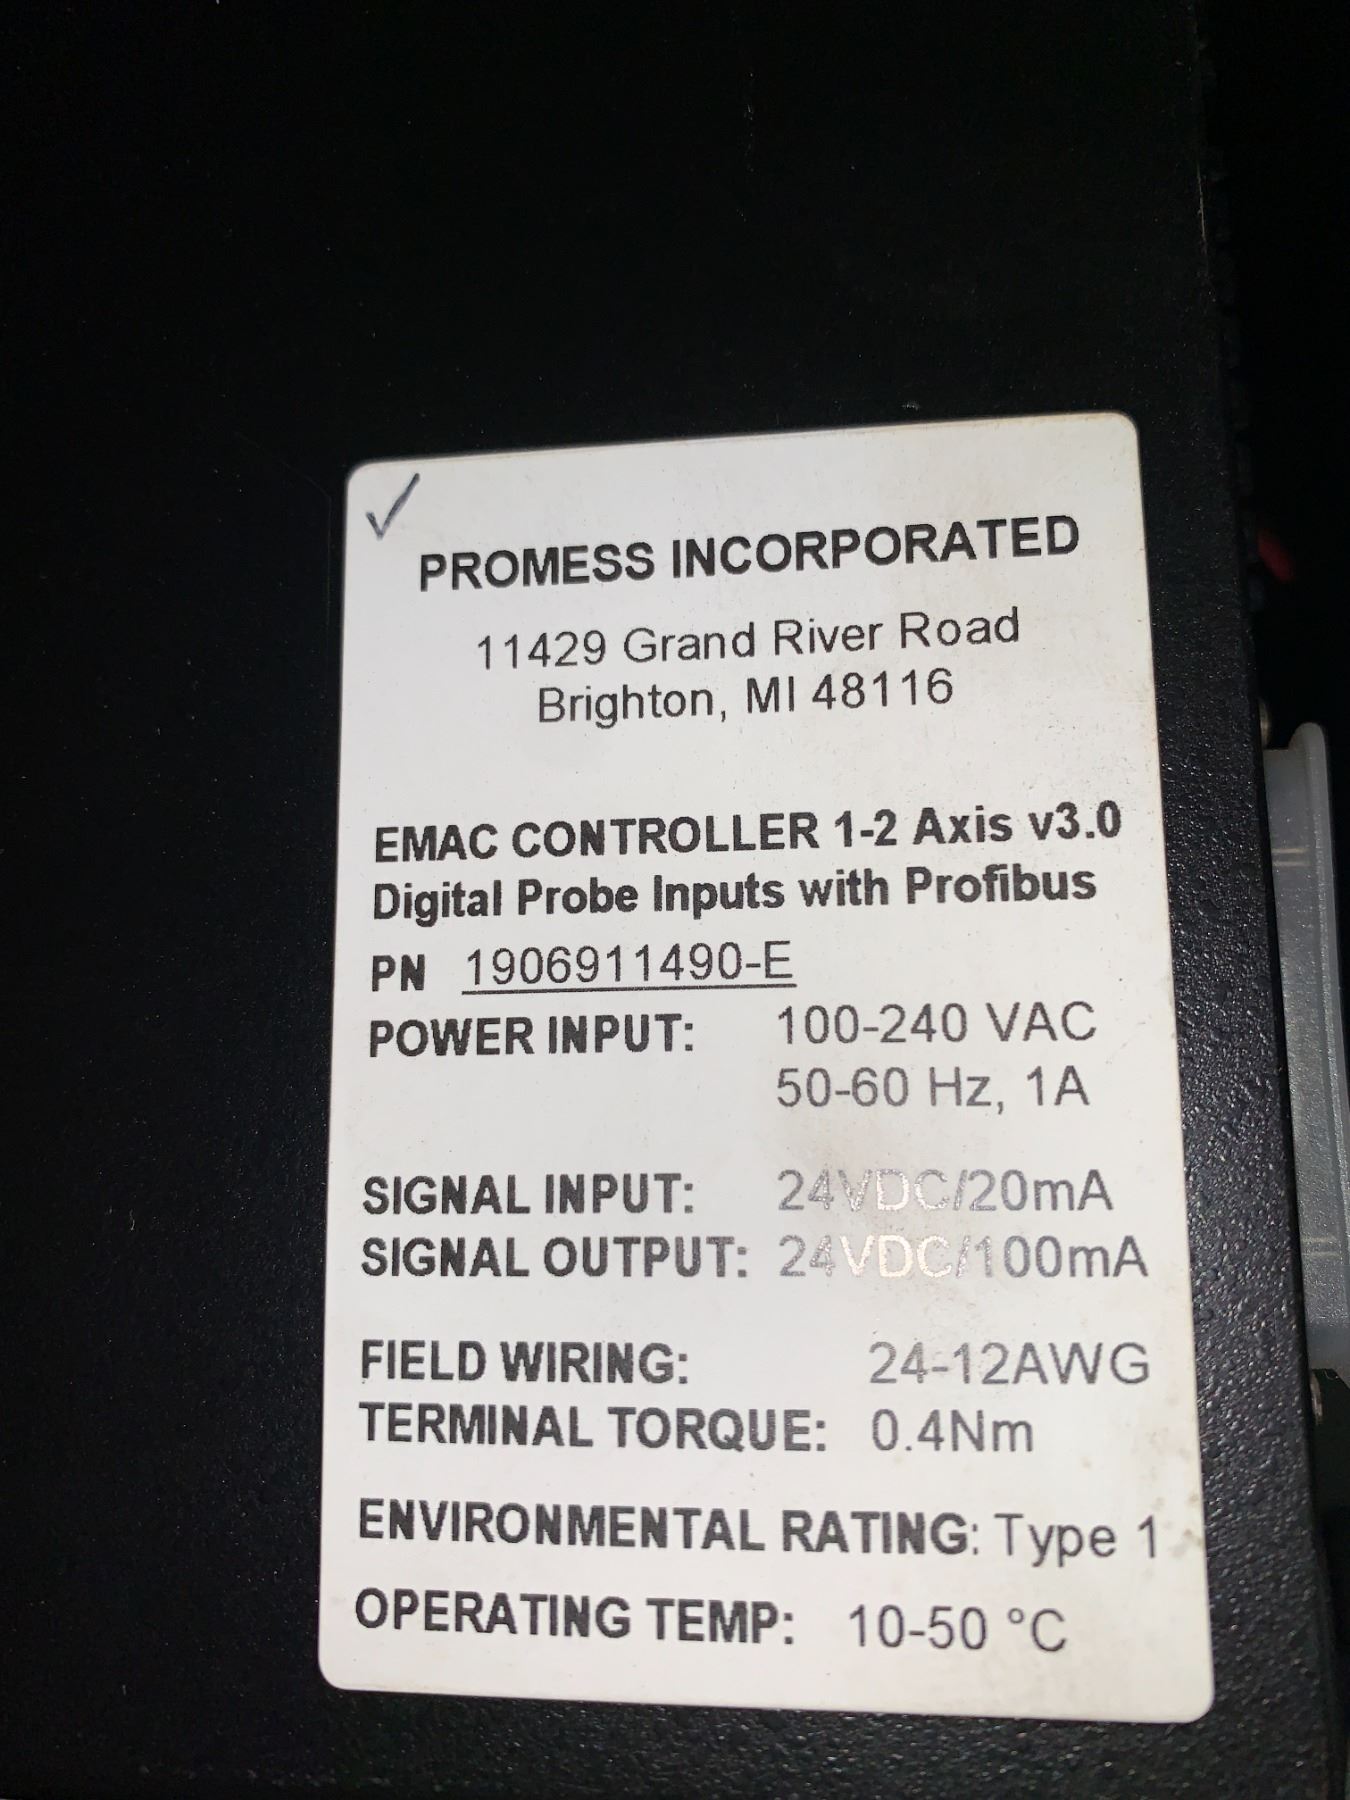 PROMESS INCORPORATED
11429 Grand River Road
Brighton, MI 48116
EMAC CONTROLLER 1-2 Axis v3.0
Digital Probe Inputs with Profibus
PN 1906911490-E
POWER INPUT: 100-240 VAC
50-60 Hz, 1A
SIGNAL INPUT: 24VDC/20mA
SIGNAL OUTPUT: 24VDC/100mA
FIELD WIRING: 24-12AWG
TERMINAL TORQUE: 0.4Nm
ENVIRONMENTAL RATING: Type 1
OPERATING TEMP: 10-50 °C